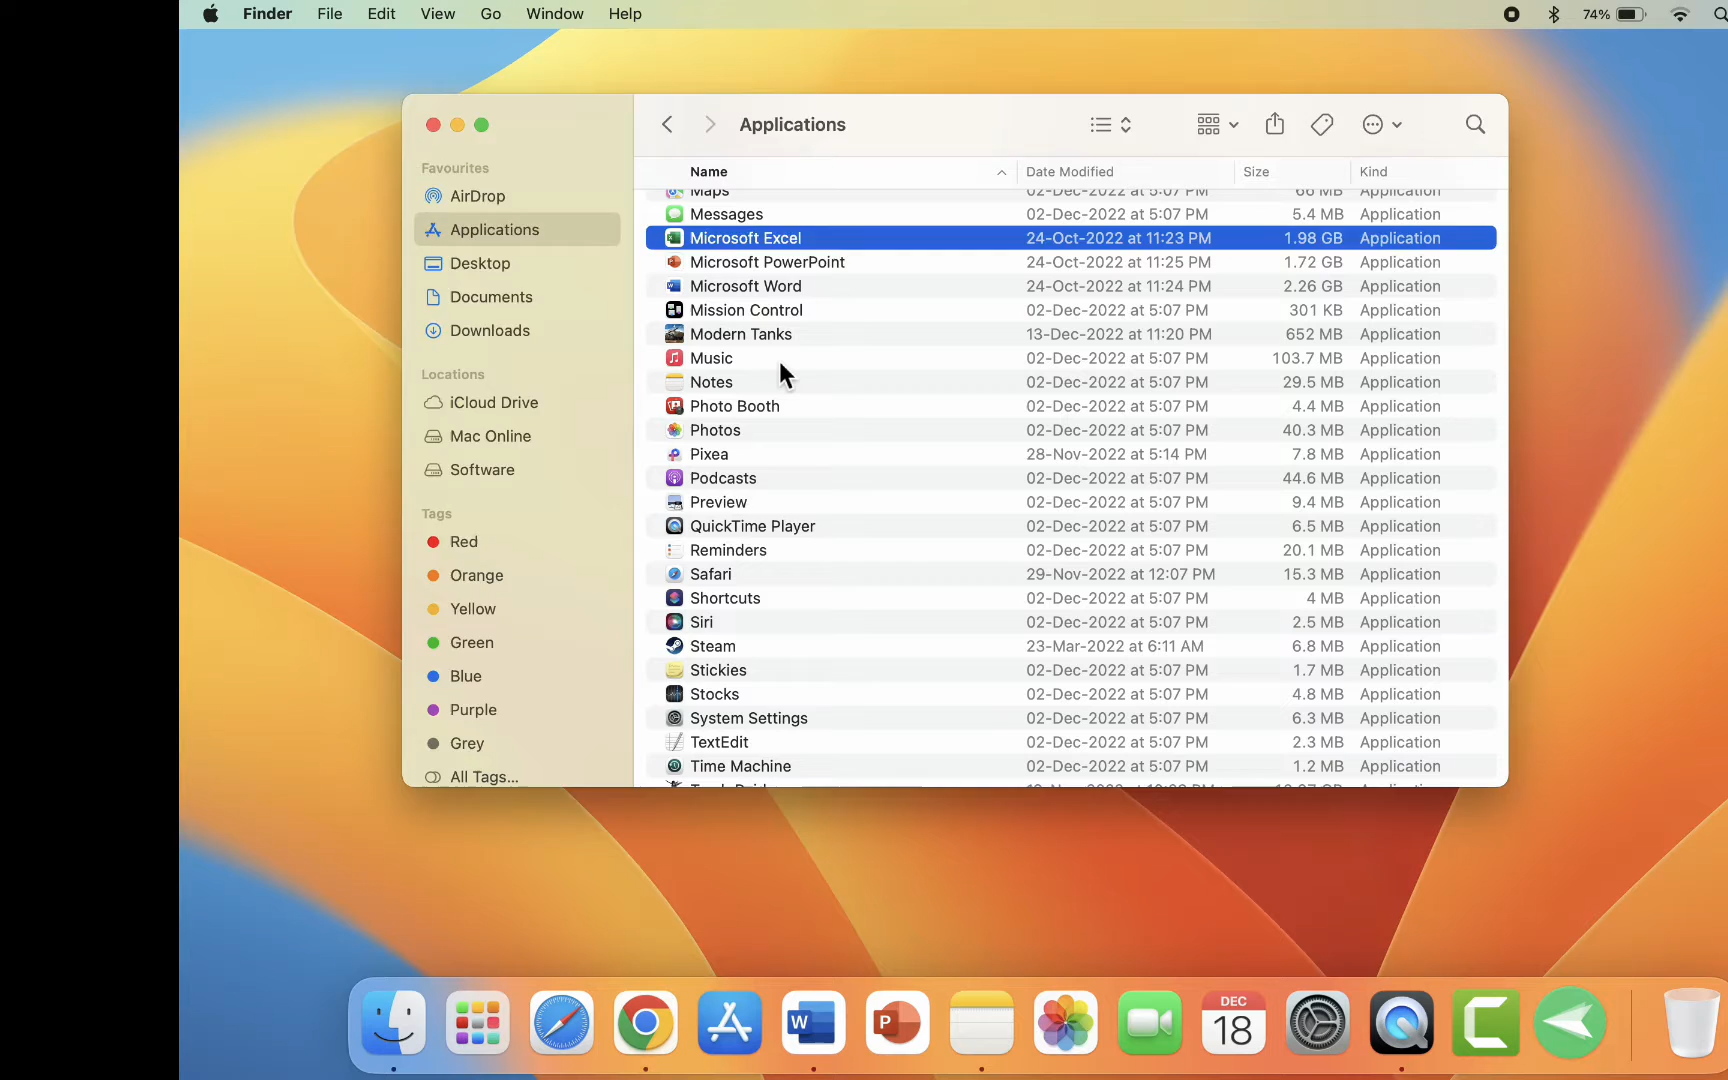 Finder File Edit View Go Window Help 74%
Applications
Favourites
AirDrop
Applications
Desktop
Documents
Downloads
Locations
iCloud Drive
Mac Online
Software
Tags
Red
Orange
Yellow
Green
Blue
Purple
Grey
All Tags...
Name Date Modified Size Kind
Maps 02-Dec-2022 at 5:07 PM 66 MB Application
Messages 02-Dec-2022 at 5:07 PM 5.4 MB Application
Microsoft Excel 24-Oct-2022 at 11:23 PM 1.98 GB Application
Microsoft PowerPoint 24-Oct-2022 at 11:25 PM 1.72 GB Application
Microsoft Word 24-Oct-2022 at 11:24 PM 2.26 GB Application
Mission Control 02-Dec-2022 at 5:07 PM 301 KB Application
Modern Tanks 13-Dec-2022 at 11:20 PM 652 MB Application
Music 02-Dec-2022 at 5:07 PM 103.7 MB Application
Notes 02-Dec-2022 at 5:07 PM 29.5 MB Application
Photo Booth 02-Dec-2022 at 5:07 PM 4.4 MB Application
Photos 02-Dec-2022 at 5:07 PM 40.3 MB Application
Pixea 28-Nov-2022 at 5:14 PM 7.8 MB Application
Podcasts 02-Dec-2022 at 5:07 PM 44.6 MB Application
Preview 02-Dec-2022 at 5:07 PM 9.4 MB Application
QuickTime Player 02-Dec-2022 at 5:07 PM 6.5 MB Application
Reminders 02-Dec-2022 at 5:07 PM 20.1 MB Application
Safari 29-Nov-2022 at 12:07 PM 15.3 MB Application
Shortcuts 02-Dec-2022 at 5:07 PM 4 MB Application
Siri 02-Dec-2022 at 5:07 PM 2.5 MB Application
Steam 23-Mar-2022 at 6:11 AM 6.8 MB Application
Stickies 02-Dec-2022 at 5:07 PM 1.7 MB Application
Stocks 02-Dec-2022 at 5:07 PM 4.8 MB Application
System Settings 02-Dec-2022 at 5:07 PM 6.3 MB Application
TextEdit 02-Dec-2022 at 5:07 PM 2.3 MB Application
Time Machine 02-Dec-2022 at 5:07 PM 1.2 MB Application
W P DEC
18